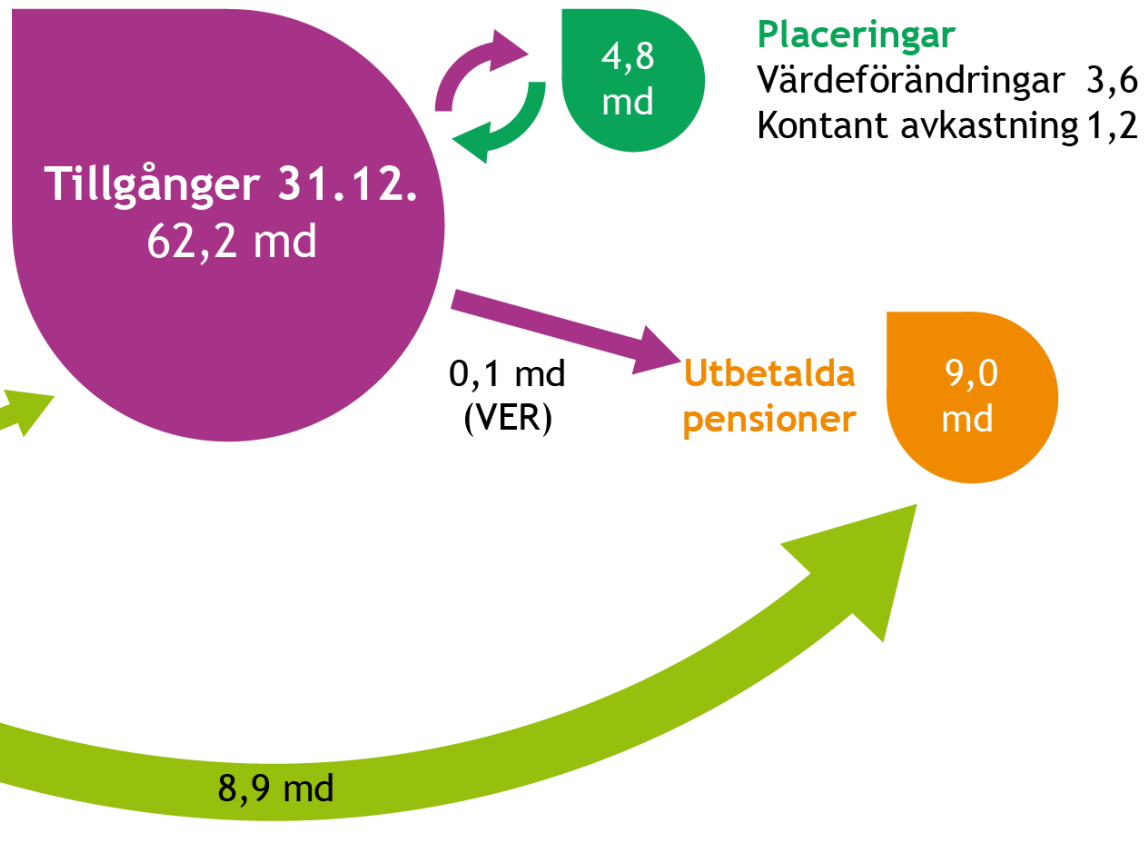 Tillgånger 31.12.
62,2 md
4,8
md
Placeringar
Värdeförändringar 3,6
Kontant avkastning 1,2
0,1 md
(VER)
Utbetalda
pensioner
9,0
md
8,9 md